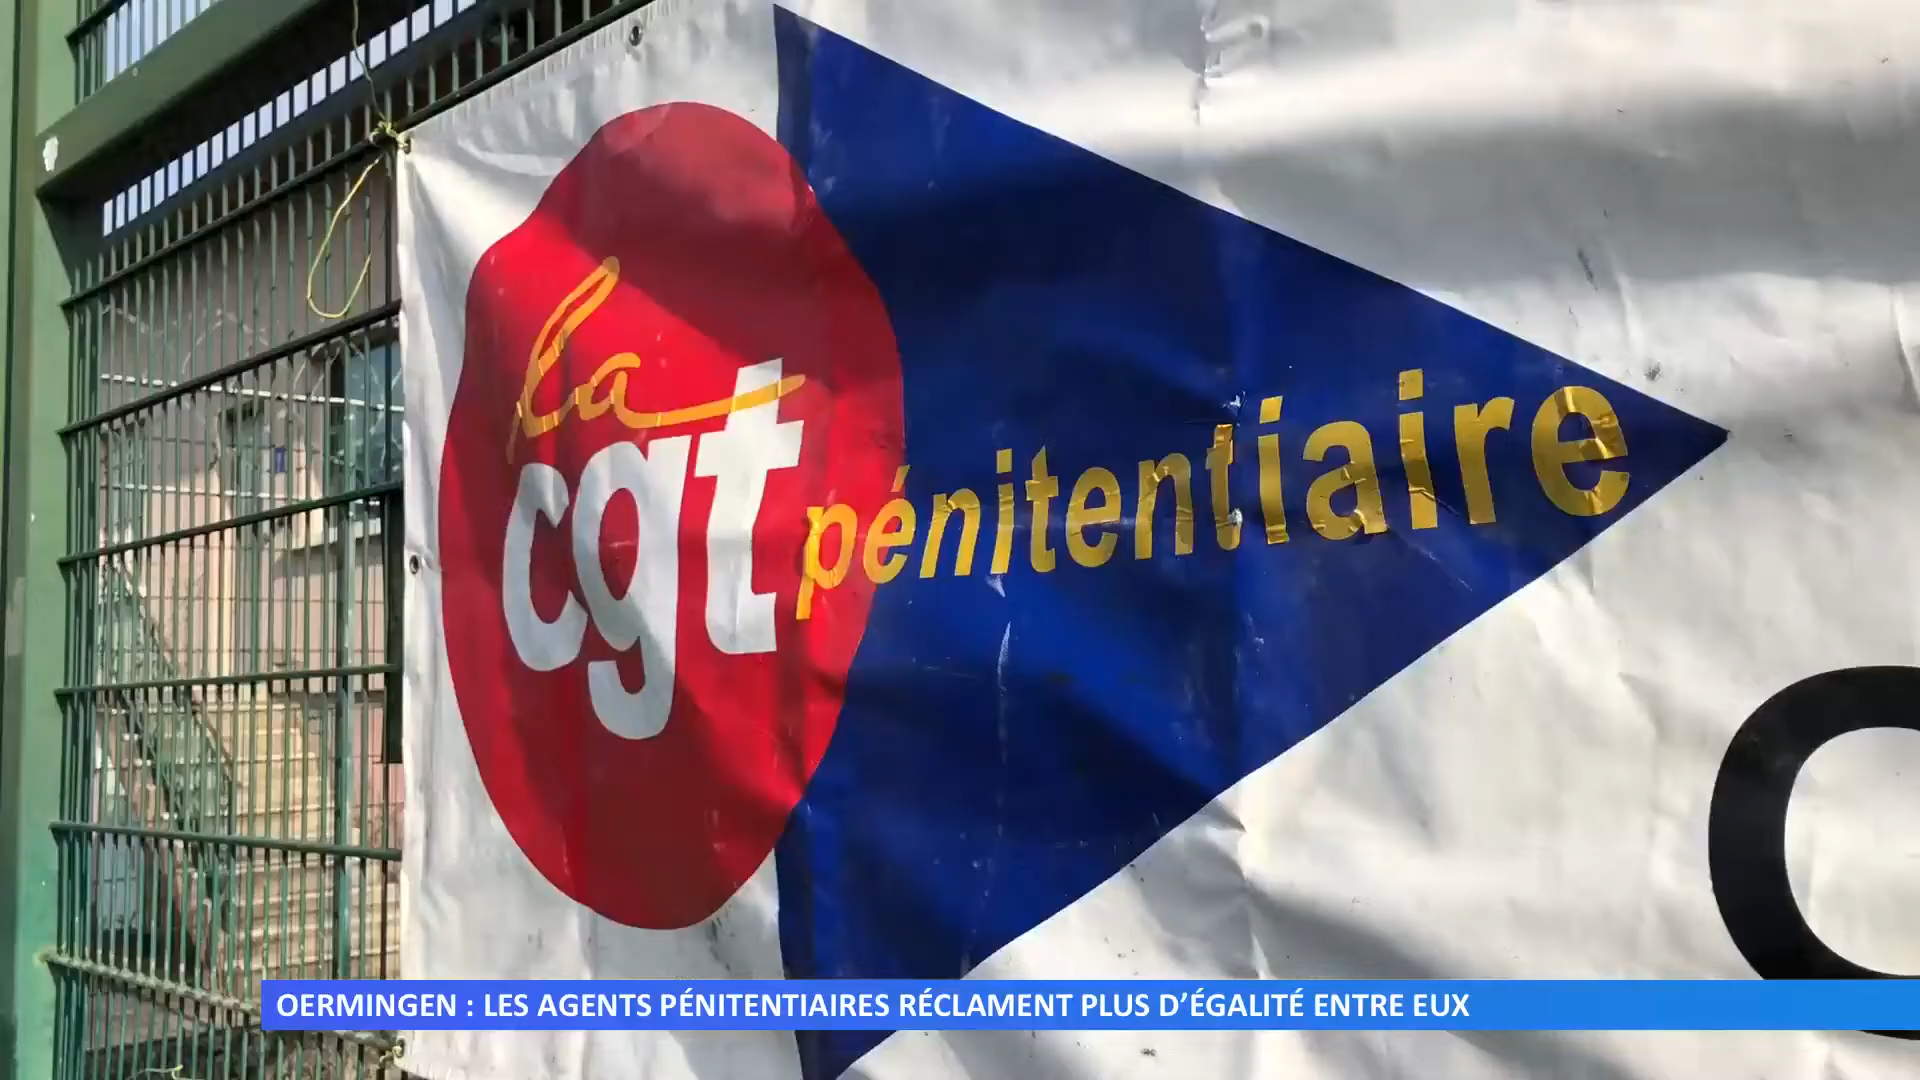 la
cgt pénitentiaire
OERMINGEN : LES AGENTS PÉNITENTIAIRES RÉCLAMENT PLUS D’ÉGALITÉ ENTRE EUX